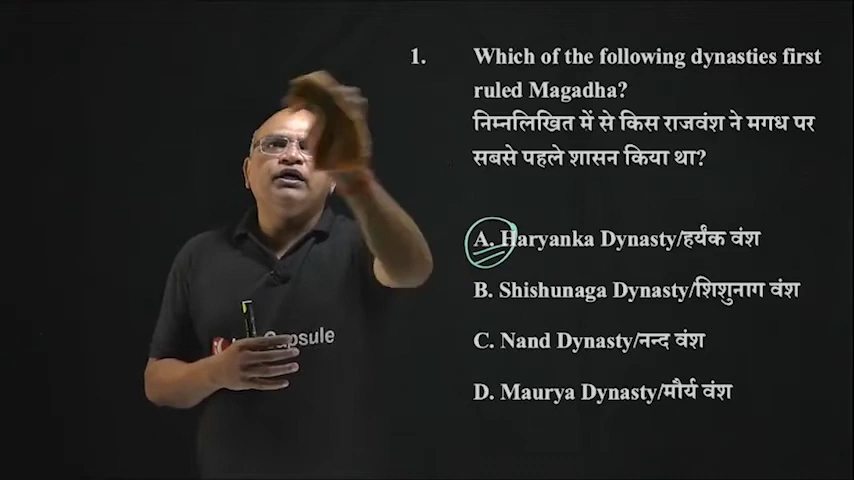 1. Which of the following dynasties first
ruled Magadha?
निम्नलिखित में से किस राजवंश ने मगध पर
सबसे पहले शासन किया था?
A. Haryanka Dynasty/हर्यंक वंश
B. Shishunaga Dynasty/शिशुनाग वंश
C. Nand Dynasty/नन्द वंश
D. Maurya Dynasty/मौर्य वंश
Capsule